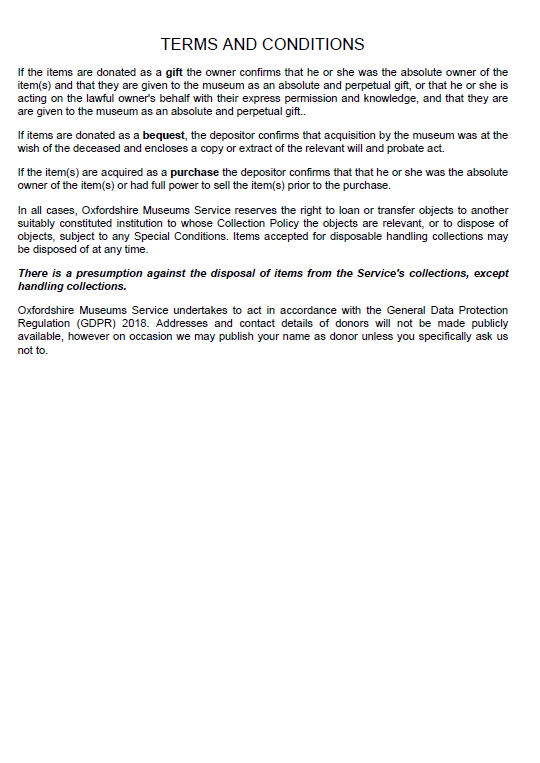 TERMS AND CONDITIONS
If the items are donated as a gift the owner confirms that he or she was the absolute owner of the
item(s) and that they are given to the museum as an absolute and perpetual gift, or that he or she is
acting on the lawful owner's behalf with their express permission and knowledge, and that they are
are given to the museum as an absolute and perpetual gift..
If items are donated as a bequest, the depositor confirms that acquisition by the museum was at the
wish of the deceased and encloses a copy or extract of the relevant will and probate act.
If the item(s) are acquired as a purchase the depositor confirms that that he or she was the absolute
owner of the item(s) or had full power to sell the item(s) prior to the purchase.
In all cases, Oxfordshire Museums Service reserves the right to loan or transfer objects to another
suitably constituted institution to whose Collection Policy the objects are relevant, or to dispose of
objects, subject to any Special Conditions. Items accepted for disposable handling collections may
be disposed of at any time.
There is a presumption against the disposal of items from the Service's collections, except
handling collections.
Oxfordshire Museums Service undertakes to act in accordance with the General Data Protection
Regulation (GDPR) 2018. Addresses and contact details of donors will not be made publicly
available, however on occasion we may publish your name as donor unless you specifically ask us
not to.